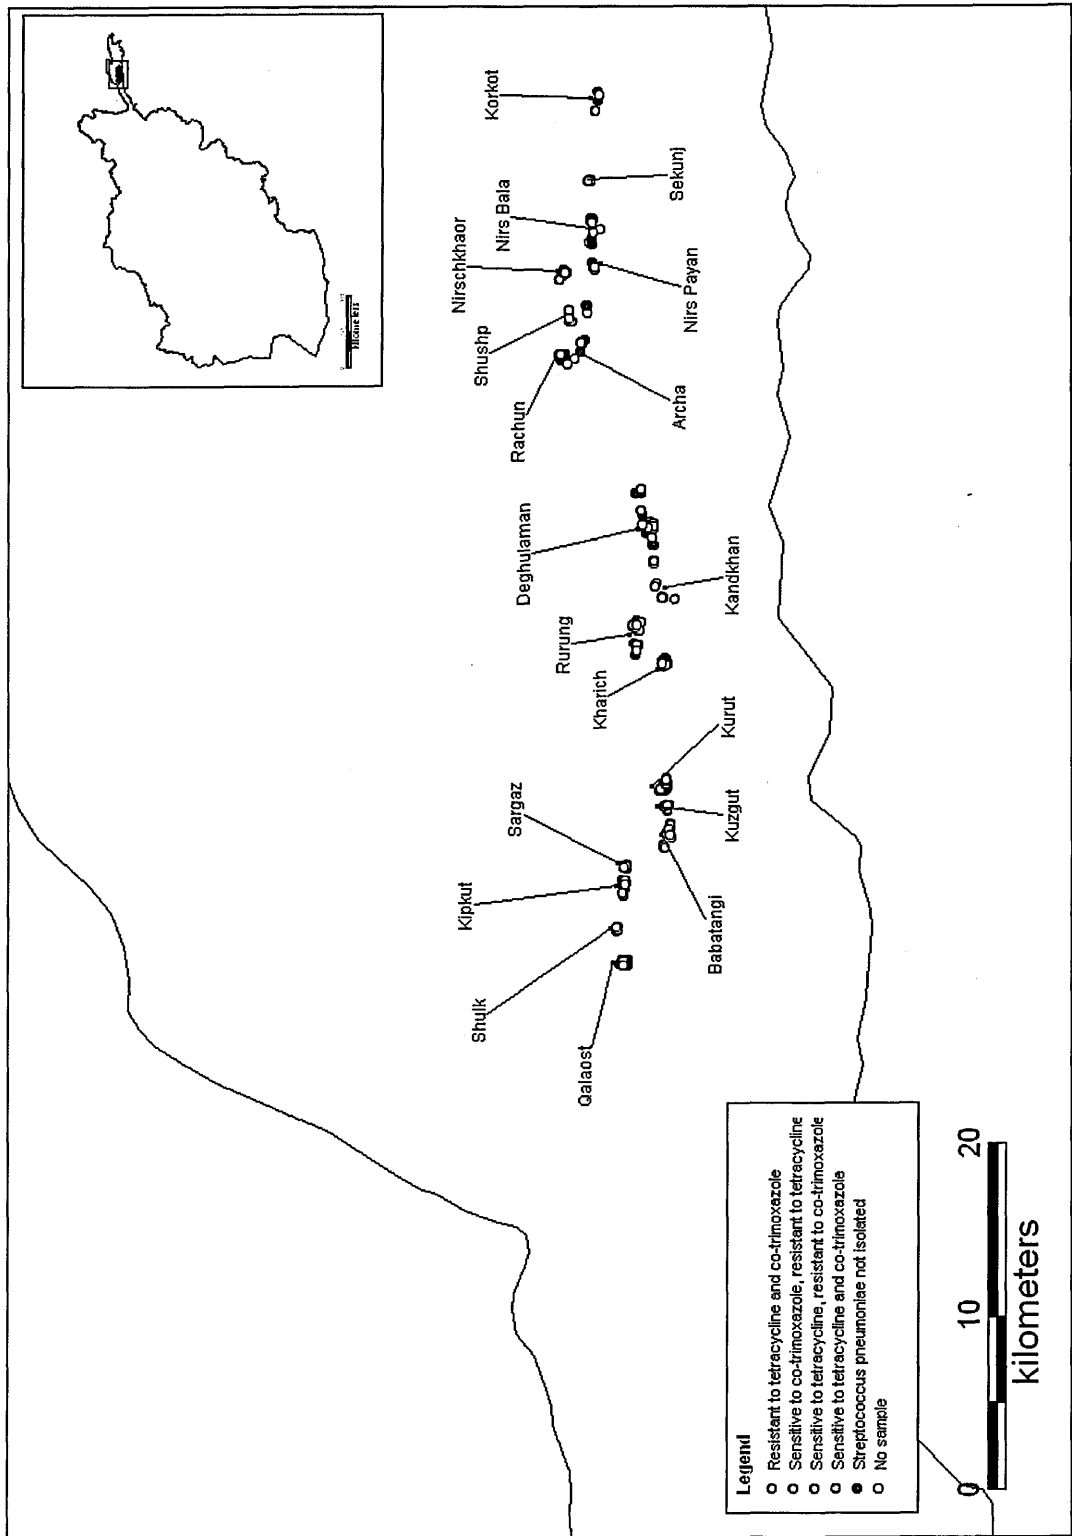 Kilometers
Korkot
Sekunj
Nirs Bala
Nirschkhaor
Nirs Payan
Shushp
Archa
Rachun
Deghulaman
Kandkhan
Rurung
Kharich
Kurut
Sargaz
Kuzgut
Kipkut
Babatangi
Shulk
Qalaost
Legend
Resistant to tetracycline and co-trimoxazole
Sensitive to co-trimoxazole, resistant to tetracycline
Sensitive to tetracycline, resistant to co-trimoxazole
Sensitive to tetracycline and co-trimoxazole
Streptococcus pneumoniae not isolated
No sample
0 10 20
kilometers